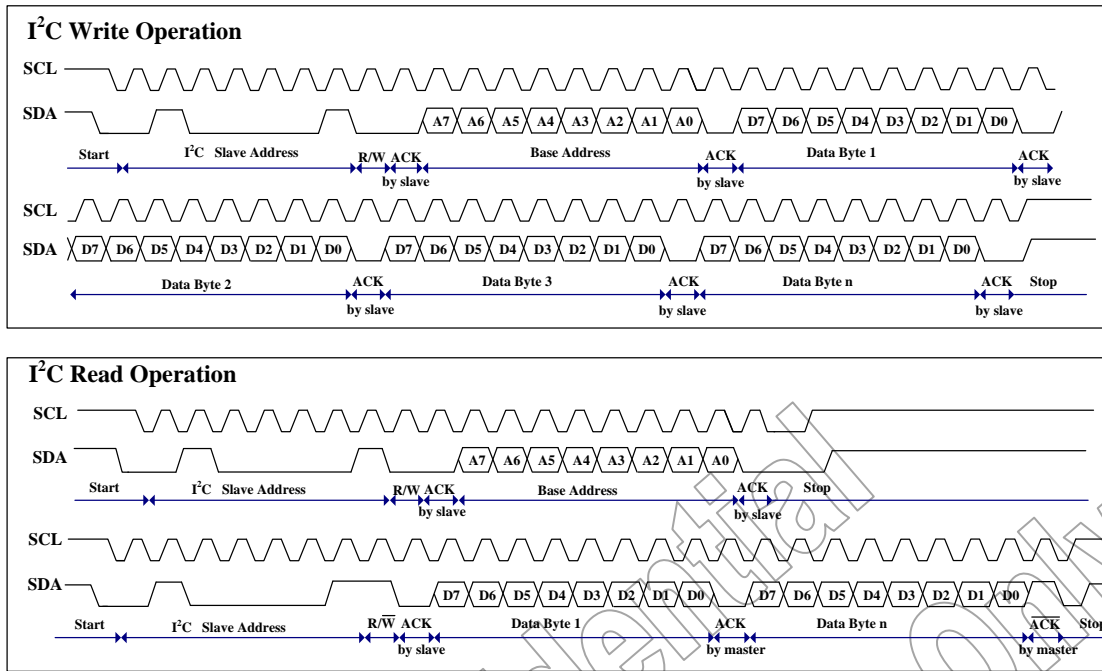 I²C Write Operation
SCL
SDA A7 A6 A5 A4 A3 A2 A1 A0 D7 D6 D5 D4 D3 D2 D1 D0
Start I²C Slave Address R/W ACK Base Address ACK Data Byte 1 ACK
by slave by slave by slave
SCL
SDA D7 D6 D5 D4 D3 D2 D1 D0 D7 D6 D5 D4 D3 D2 D1 D0 D7 D6 D5 D4 D3 D2 D1 D0
Data Byte 2 ACK Data Byte 3 ACK Data Byte n ACK Stop
by slave by slave by slave
I²C Read Operation
SCL
SDA A7 A6 A5 A4 A3 A2 A1 A0
Start I²C Slave Address R/W ACK Base Address ACK Stop
by slave by slave
SCL
SDA D7 D6 D5 D4 D3 D2 D1 D0 D7 D6 D5 D4 D3 D2 D1 D0
Start I²C Slave Address R/W̅ ACK Data Byte 1 ACK Data Byte n A̅C̅K̅ Stop
by slave by master by master